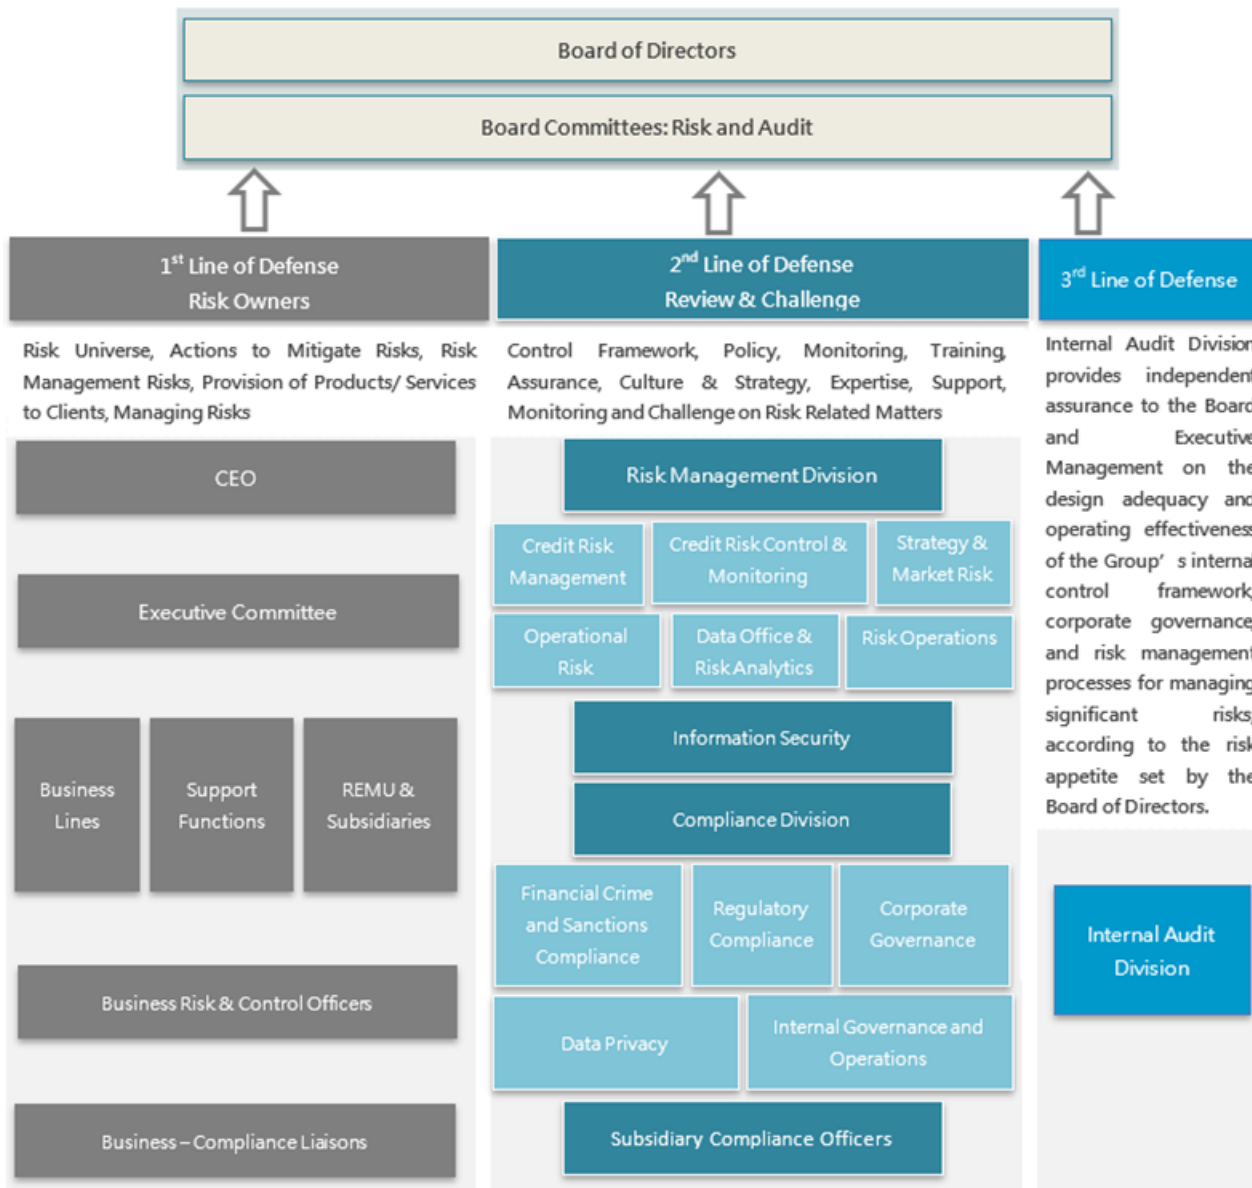 Board of Directors
Board Committees: Risk and Audit
1st Line of Defense
Risk Owners
Risk Universe, Actions to Mitigate Risks, Risk
Management Risks, Provision of Products/ Services
to Clients, Managing Risks
CEO
Executive Committee
Business
Lines
Support
Functions
REMU &
Subsidiaries
Business Risk & Control Officers
Business – Compliance Liaisons
2nd Line of Defense
Review & Challenge
Control Framework, Policy, Monitoring, Training,
Assurance, Culture & Strategy, Expertise, Support,
Monitoring and Challenge on Risk Related Matters
Risk Management Division
Credit Risk
Management
Credit Risk Control &
Monitoring
Strategy &
Market Risk
Operational
Risk
Data Office &
Risk Analytics
Risk Operations
Information Security
Compliance Division
Financial Crime
and Sanctions
Compliance
Regulatory
Compliance
Corporate
Governance
Data Privacy
Internal Governance and
Operations
Subsidiary Compliance Officers
3rd Line of Defense
Internal Audit Division
provides independent
assurance to the Board
and Executive
Management on the
design adequacy and
operating effectiveness
of the Group' s internal
control framework,
corporate governance,
and risk management
processes for managing
significant risks,
according to the risk
appetite set by the
Board of Directors.
Internal Audit
Division